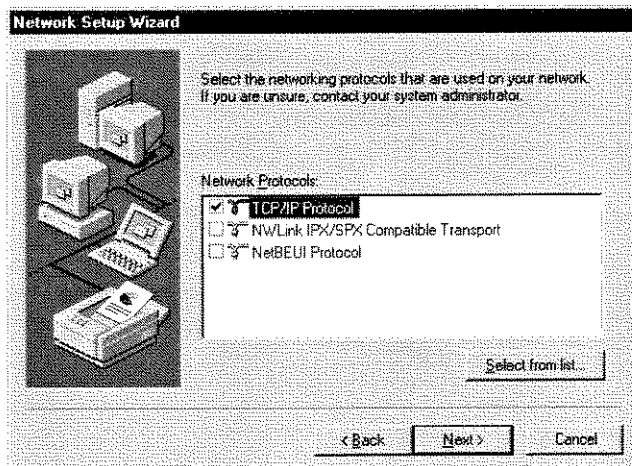 Network Setup Wizard
Select the networking protocols that are used on your network.
If you are unsure, contact your system administrator.
Network Protocols:
TCP/IP Protocol
NWLink IPX/SPX Compatible Transport
NetBEUI Protocol
Select from list...
< Back
Next >
Cancel